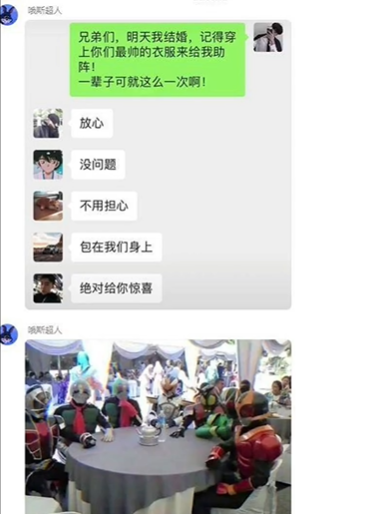 嗝斯超人
兄弟们，明天我结婚，记得穿
上你们最帅的衣服来给我助
阵！
一辈子可就这么一次啊！
放心
没问题
不用担心
包在我们身上
绝对给你惊喜
嗝斯超人